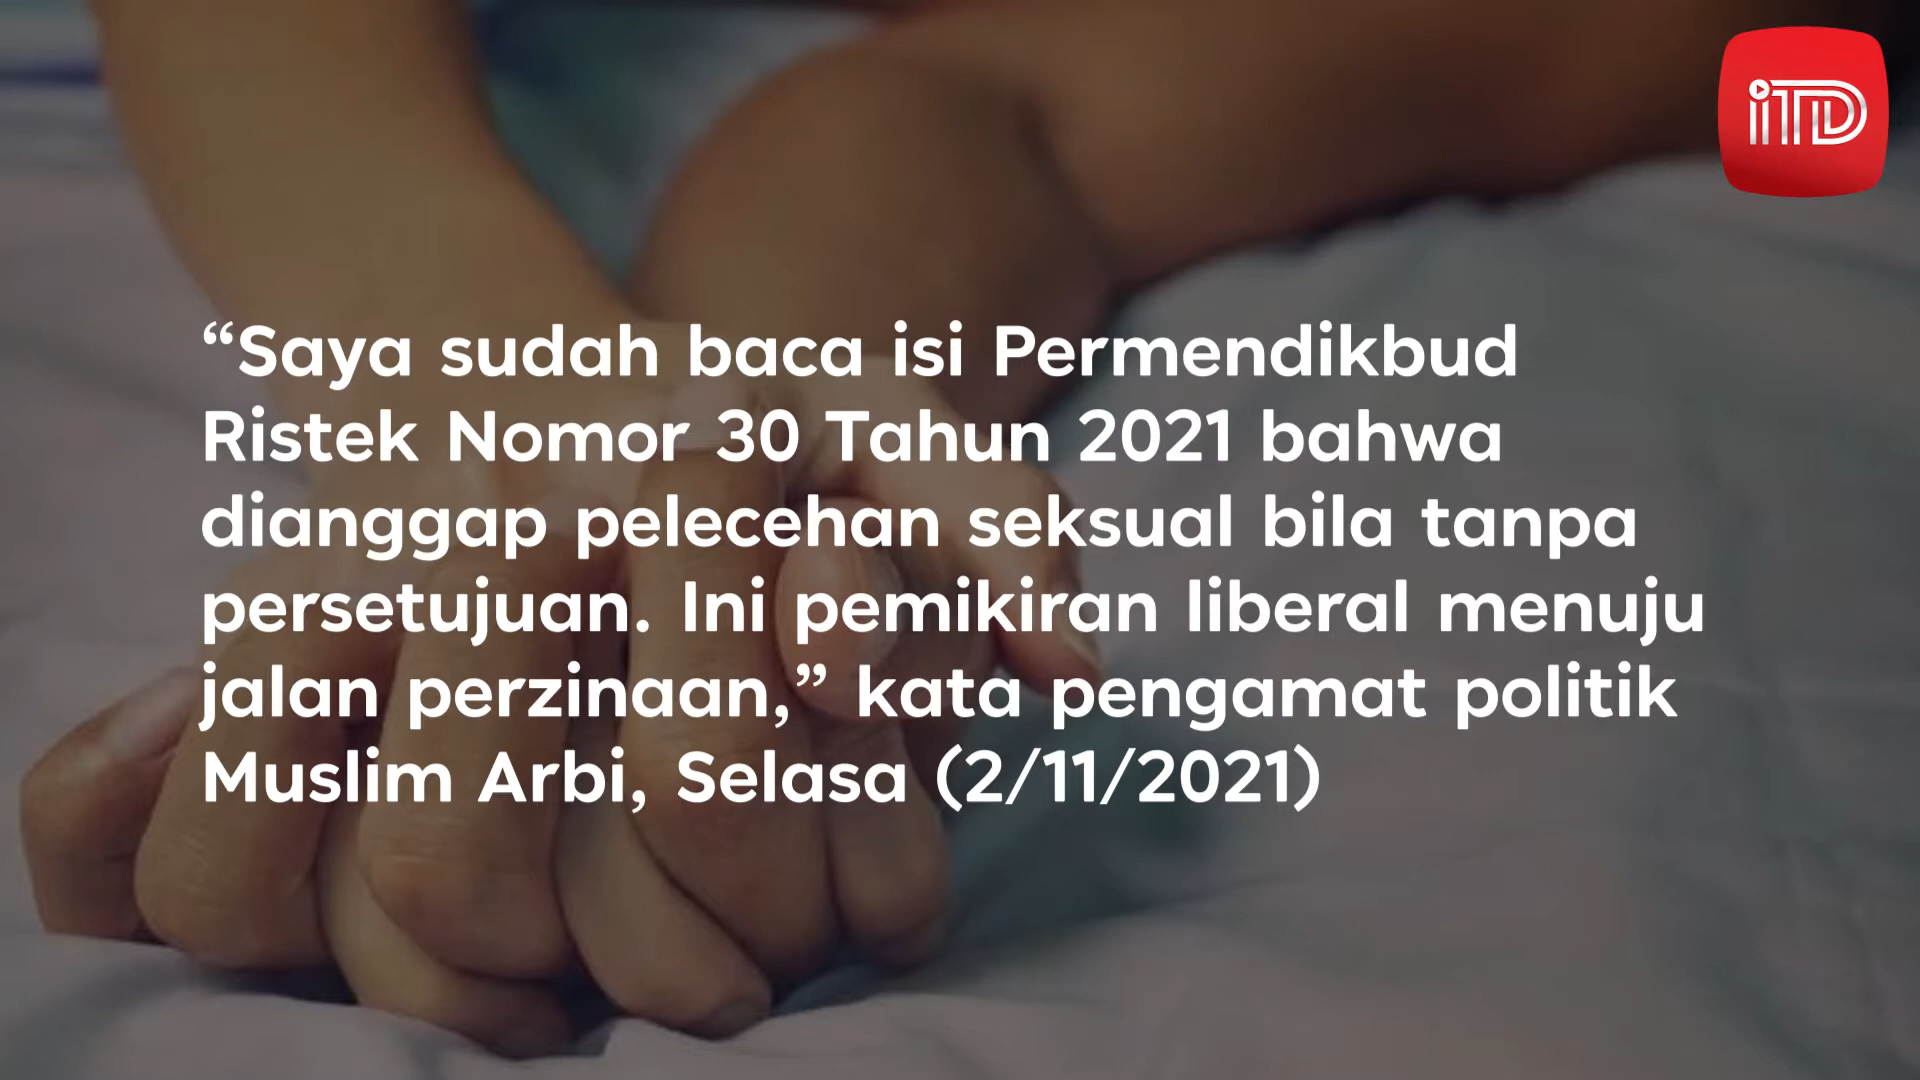 iTD
“Saya sudah baca isi Permendikbud
Ristek Nomor 30 Tahun 2021 bahwa
dianggap pelecehan seksual bila tanpa
persetujuan. Ini pemikiran liberal menuju
jalan perzinaan,” kata pengamat politik
Muslim Arbi, Selasa (2/11/2021)